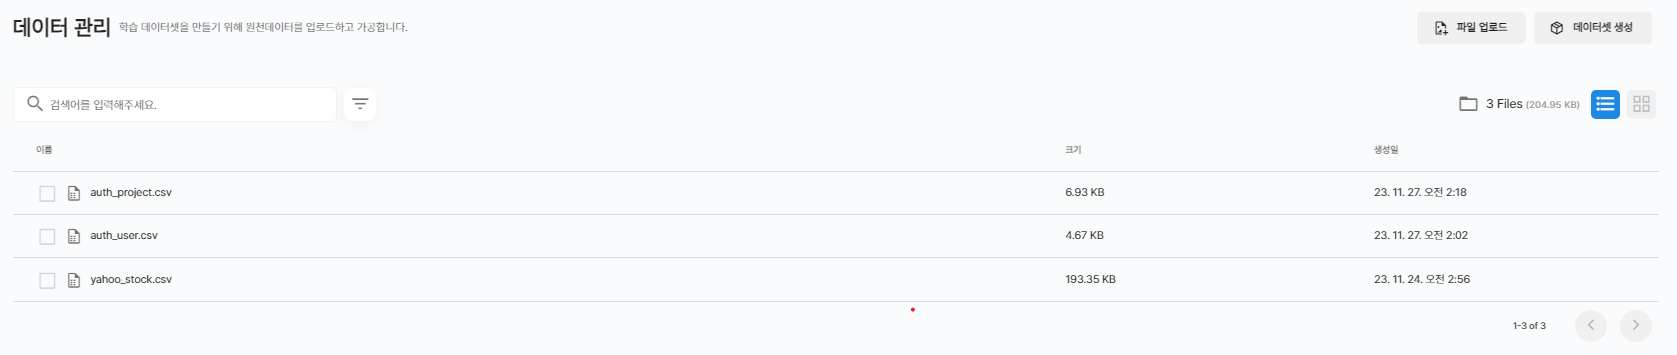 데이터 관리 학습 데이터셋을 만들기 위해 원천데이터를 업로드하고 가공합니다. 파일 업로드 데이터셋 생성
검색어를 입력해주세요. 3 Files (204.95 KB)
이름 크기 생성일
auth_project.csv 6.93 KB 23. 11. 27. 오전 2:18
auth_user.csv 4.67 KB 23. 11. 27. 오전 2:02
yahoo_stock.csv 193.35 KB 23. 11. 24. 오전 2:56
1-3 of 3